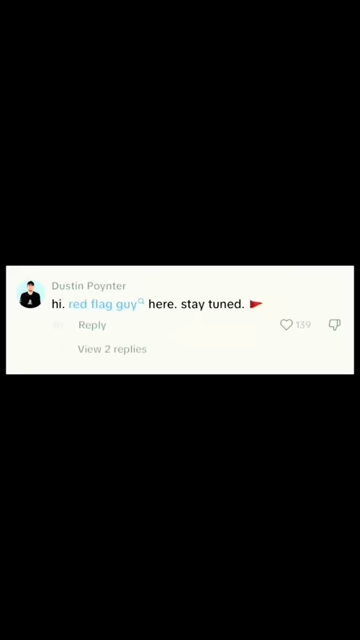 Dustin Poynter
hi. red flag guy here. stay tuned. 🚩
Reply
139
View 2 replies